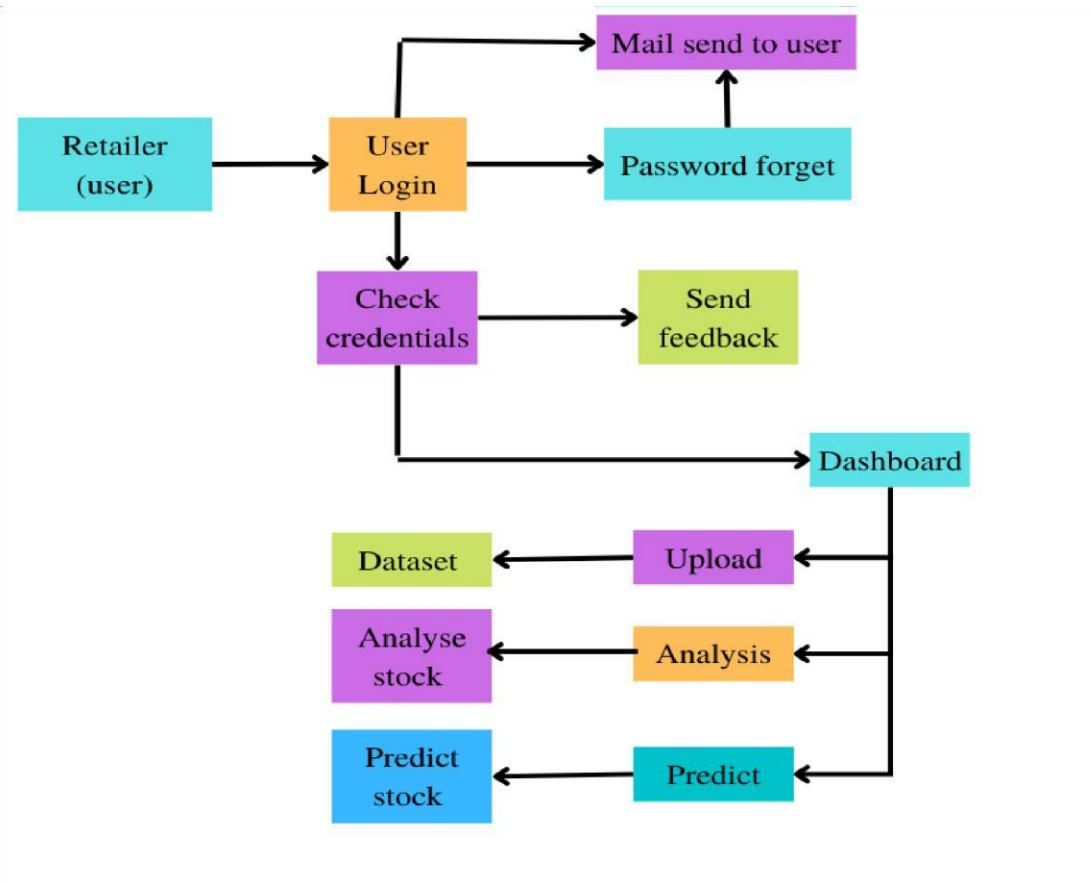 Mail send to user
Retailer
(user)
User
Login
Password forget
Check
credentials
Send
feedback
Dashboard
Dataset
Upload
Analyse
stock
Analysis
Predict
stock
Predict